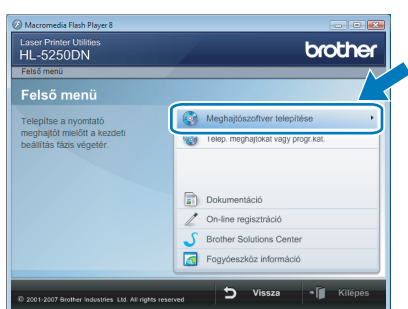 Macromedia Flash Player 8
Laser Printer Utilities
HL-5250DN
brother
Felső menü
Felső menü
Telepítse a nyomtató
meghajtót mielőtt a kezdeti
beállítás fázis végetér.
Meghajtószoftver telepítése
Telep. meghajtókat vagy progr.kat.
Dokumentáció
On-line regisztráció
Brother Solutions Center
Fogyóeszköz információ
© 2001-2007 Brother Industries Ltd. All rights reserved
Vissza
Kilépés